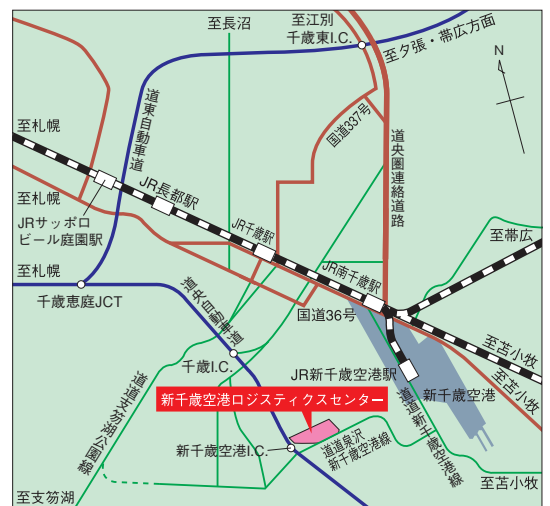 至長沼
至江別
千歳東I.C.
至夕張・帯広方面
N
道東自動車道
国道337号
至札幌
道央圏連絡道路
JR長都駅
至札幌
JRサッポロ
ビール庭園駅
JR千歳駅
至帯広
至札幌
JR南千歳駅
千歳恵庭JCT
道央自動車道
国道36号
至苫小牧
千歳I.C.
JR新千歳空港駅
至苫小牧
新千歳空港ロジスティクスセンター
新千歳空港
道道支笏湖公園線
道道泉沢
新千歳空港線
道道新千歳空港線
新千歳空港I.C.
至支笏湖
至苫小牧